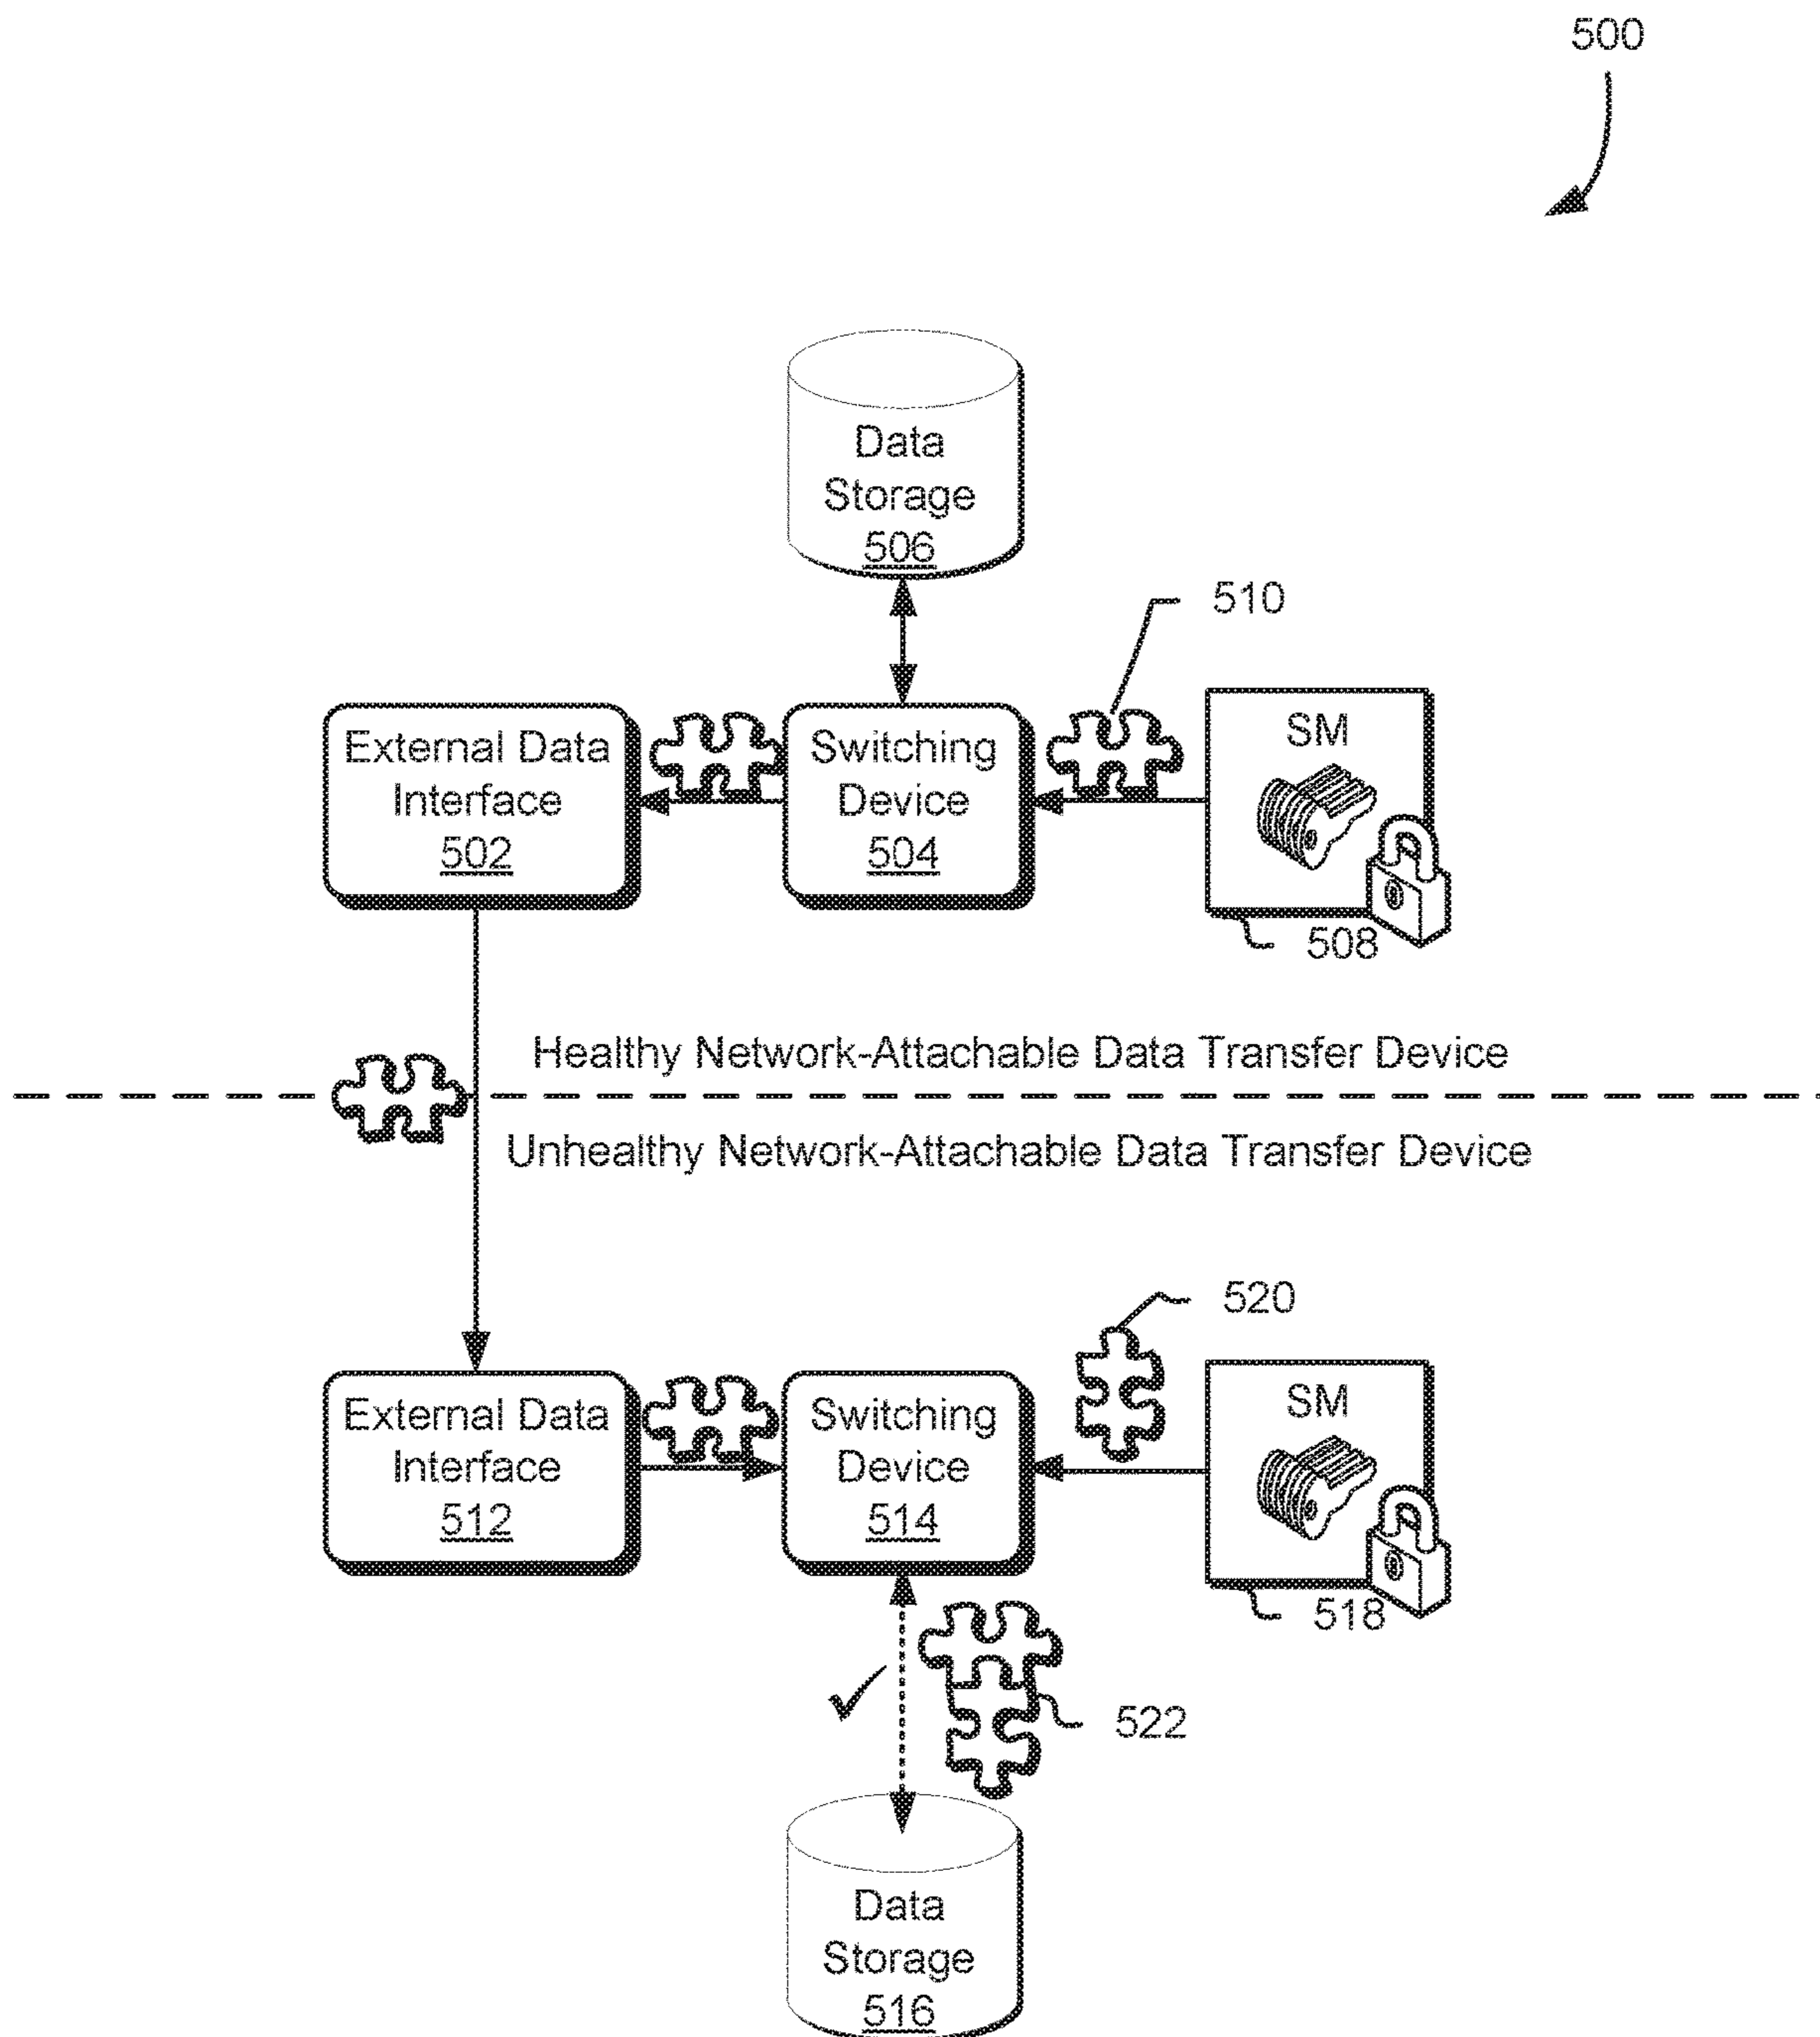 500
Data
Storage
506
510
External Data
Interface
502
Switching
Device
504
SM
508
Healthy Network-Attachable Data Transfer Device
Unhealthy Network-Attachable Data Transfer Device
520
External Data
Interface
512
Switching
Device
514
SM
518
522
Data
Storage
516